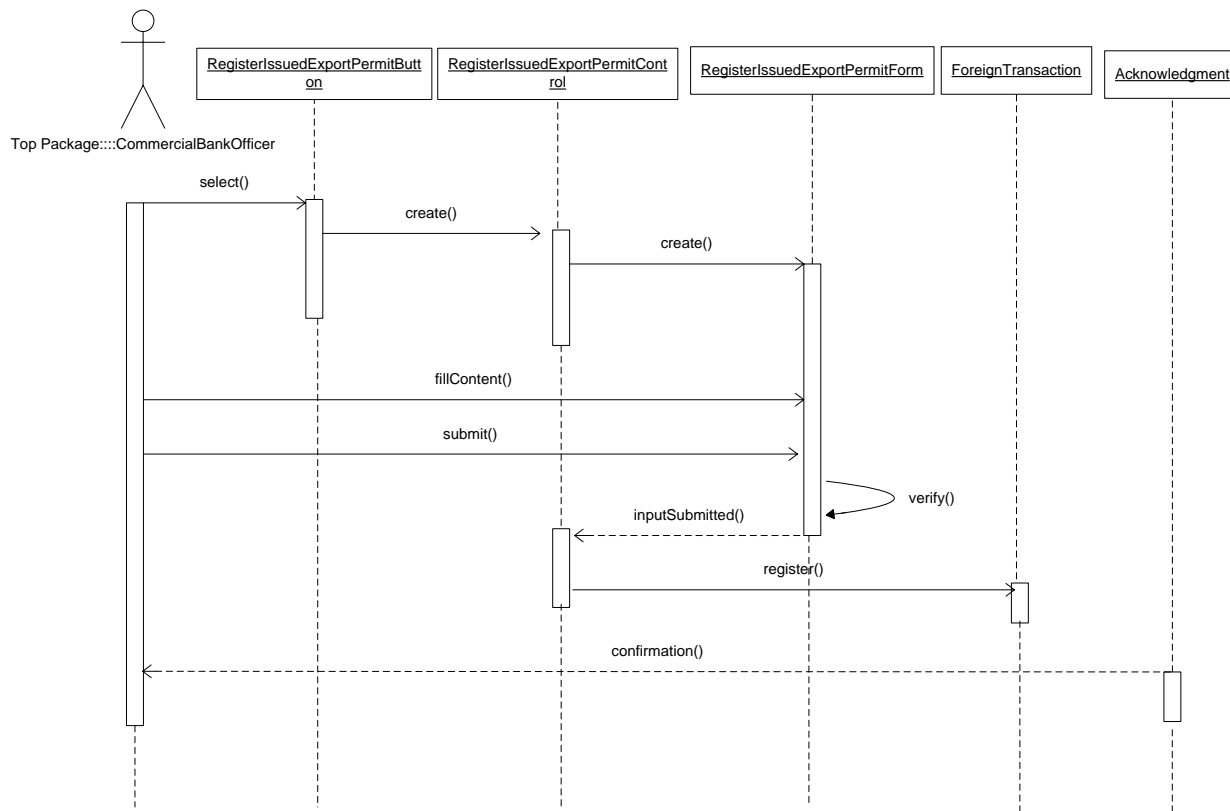 RegisterIssuedExportPermitButt
on
RegisterIssuedExportPermitCont
rol
RegisterIssuedExportPermitForm
ForeignTransaction
Acknowledgment
Top Package::::CommercialBankOfficer
select()
create()
create()
fillContent()
submit()
verify()
inputSubmitted()
register()
confirmation()